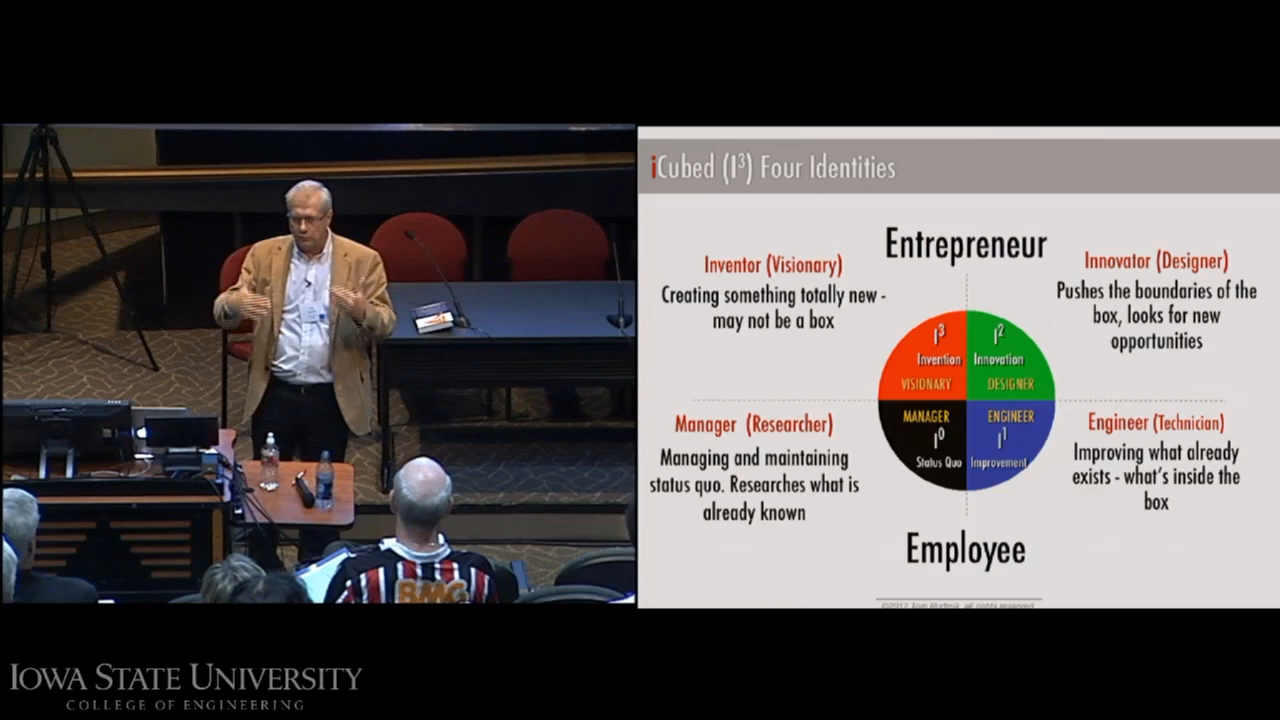 iCubed (I³) Four Identities
Entrepreneur
Inventor (Visionary)
Creating something totally new -
may not be a box
Innovator (Designer)
Pushes the boundaries of the
box, looks for new
opportunities
I³
Invention
VISIONARY
I²
Innovation
DESIGNER
MANAGER
I⁰
Status Quo
ENGINEER
I¹
Improvement
Manager (Researcher)
Managing and maintaining
status quo. Researches what is
already known
Engineer (Technician)
Improving what already
exists - what's inside the
box
Employee
BMG
IOWA STATE UNIVERSITY
COLLEGE OF ENGINEERING